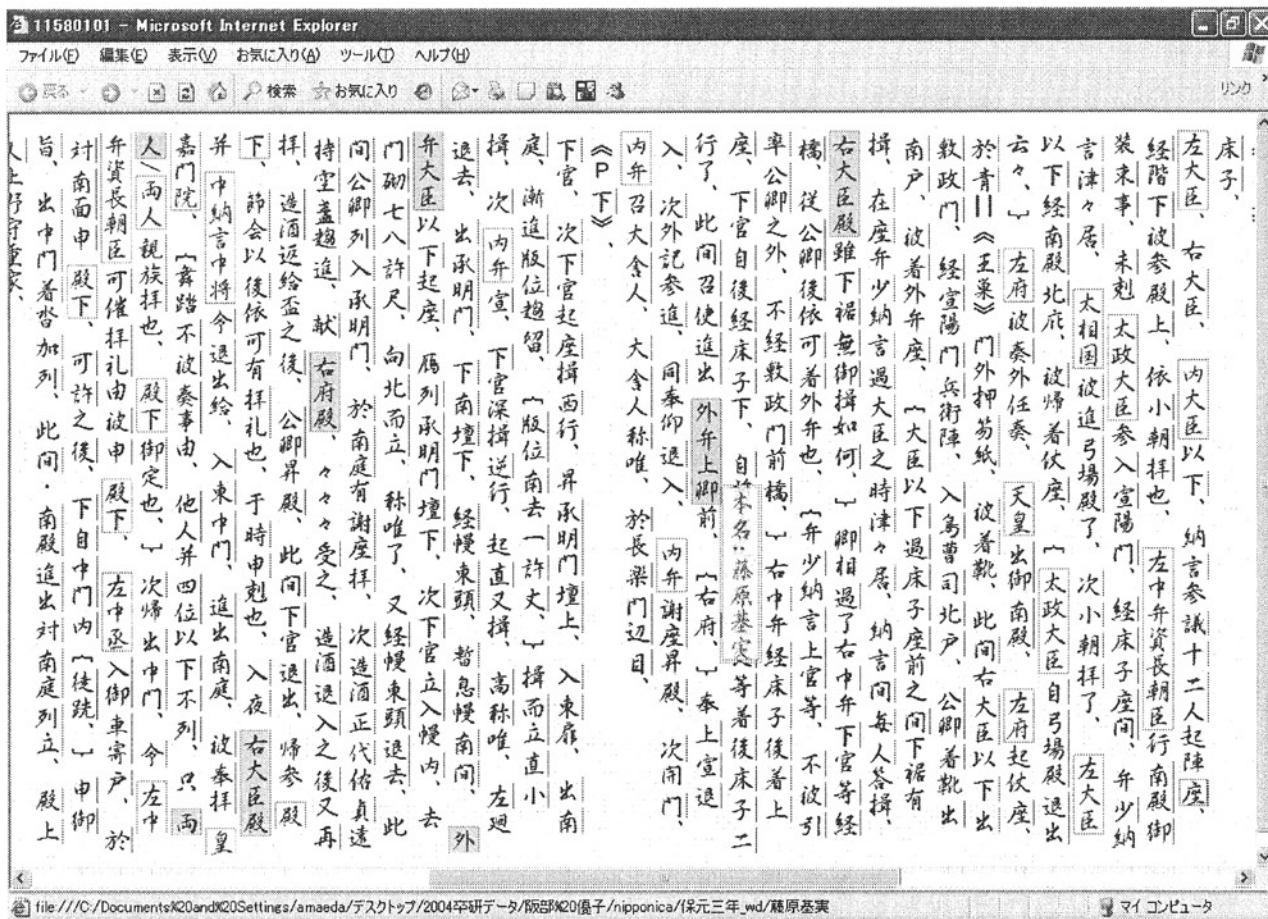 11580101 - Microsoft Internet Explorer
ファイル(F) 編集(E) 表示(V) お気に入り(A) ツール(T) ヘルプ(H)
戻る 検索 お気に入り リンク
床子、
左大臣、右大臣、内大臣以下、納言参議十二人起陣座、
経階下被参殿上、依小朝拝也、左中弁資長朝臣行南殿御
装束事、未剋太政大臣参入宣陽門、経床子座間、弁少納
言津々居、太相国被進弓場殿了、次小朝拝了、左大臣
以下経南殿北庇、被帰着仗座、︷太政大臣自弓場殿退出
云々、︸左府被奏外任奏、天皇出御南殿、左府起仗座、
於青||《王巣》門外押笏紙、被着靴、此間右大臣以下出
敷政門、経宣陽門兵衛陣、入鳥曹司北戸、公卿着靴出
南戸、被着外弁座、︷大臣以下過床子座前之間下裾有
揖、在座弁少納言過大臣之時津々居、納言間毎人答揖、
右大臣殿雖下裾無御揖如何、︸卿相過了右中弁下官等経
橋、従公卿後依可着外弁也、︷弁少納言上官等、不被引
率公卿之外、不経敷政門前橋、︸右中弁経床子後着上
座、下官自後経床子下、自等着後床子二
本名:藤原基実
行了、此間召使進出外弁上卿前、︷右府、︸奉上宣退
入、次外記参進、同奉仰退入、内弁謝座昇殿、次開門、
内弁召大舎人、大舎人称唯、於長楽門辺目、
《P下》、
下官、次下官起座揖西行、昇承明門壇上、入東扉、出南
庭、漸進版位趨留、︷版位南去一許丈、︸揖而立直小
揖、次内弁宣、下官深揖逆行、起直又揖、高称唯、左廻
退去、出承明門、下南壇下、経幔東頭、暫息幔南間、外
弁大臣以下起座、鴈列承明門壇下、次下官立入幔内、去
門砌七八許尺、向北而立、称唯了、又経幔東頭退去、此
間公卿列入承明門、於南庭有謝座拝、次造酒正代佑貞遠
持空盞趨進、献右府殿、々々々受之、造酒退入之後又再
拝、造酒返給盃之後、公卿昇殿、此間下官退出、帰参殿
下、節会以後依可有拝礼也、于時申剋也、入夜右大臣殿
并中納言中将令退出給、入東中門、進出南庭、被奉拝皇
嘉門院、︷舞踏不被奏事由、他人并四位以下不列、只両
人︿両人親族拝也、殿下御定也、︸次帰出中門、今左中
弁資長朝臣可催拝礼由被申殿下、左中丞入御車寄戸、於
対南面申殿下、可許之後、下自中門内︷徒跣、︸申御
旨、出中門着沓加列、此間、南殿進出対南庭列立、殿上
file:///C:/Documents%20and%20Settings/amaeda/デスクトップ/2004卒研データ/阪部%20優子/nipponica/保元三年_wd/藤原基実 マイ コンピュータ